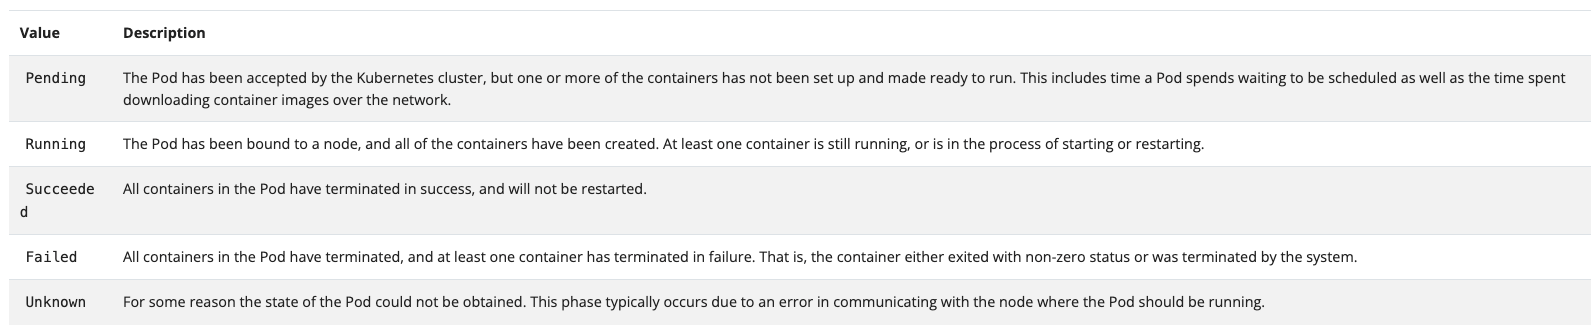 Value Description
Pending The Pod has been accepted by the Kubernetes cluster, but one or more of the containers has not been set up and made ready to run. This includes time a Pod spends waiting to be scheduled as well as the time spent
downloading container images over the network.
Running The Pod has been bound to a node, and all of the containers have been created. At least one container is still running, or is in the process of starting or restarting.
Succeede All containers in the Pod have terminated in success, and will not be restarted.
d
Failed All containers in the Pod have terminated, and at least one container has terminated in failure. That is, the container either exited with non-zero status or was terminated by the system.
Unknown For some reason the state of the Pod could not be obtained. This phase typically occurs due to an error in communicating with the node where the Pod should be running.